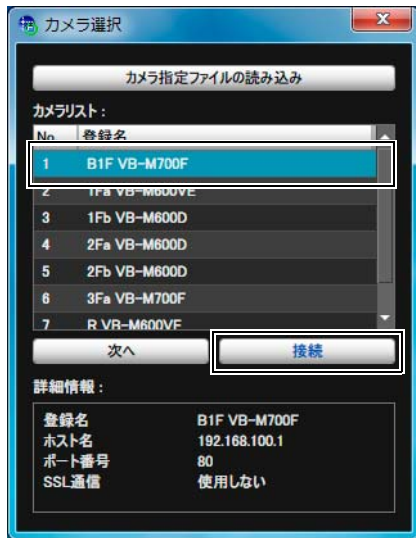 カメラ選択
カメラ指定ファイルの読み込み
カメラリスト：
No. 登録名
1 B1F VB-M700F
2 1Fa VB-M600VE
3 1Fb VB-M600D
4 2Fa VB-M600D
5 2Fb VB-M600D
6 3Fa VB-M700F
7 R VB-M600VE
次へ 接続
詳細情報：
登録名 B1F VB-M700F
ホスト名 192.168.100.1
ポート番号 80
SSL通信 使用しない